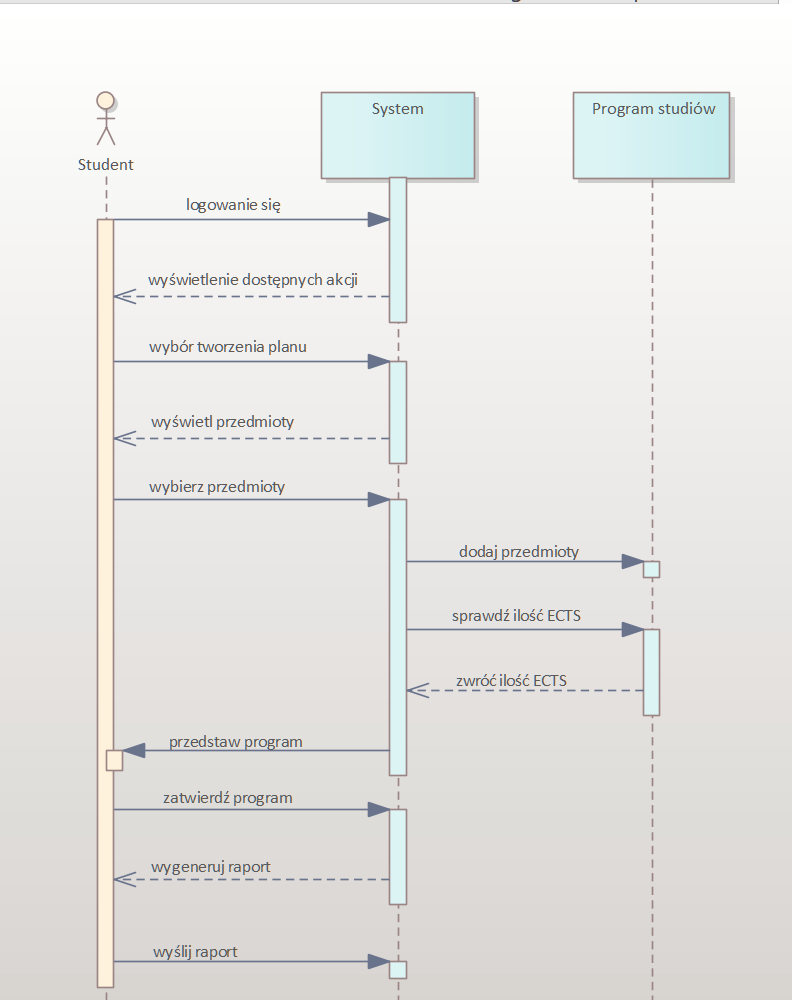 Student
System
Program studiów
logowanie się
wyświetlenie dostępnych akcji
wybór tworzenia planu
wyświetl przedmioty
wybierz przedmioty
dodaj przedmioty
sprawdź ilość ECTS
zwróć ilość ECTS
przedstaw program
zatwierdź program
wygeneruj raport
wyślij raport